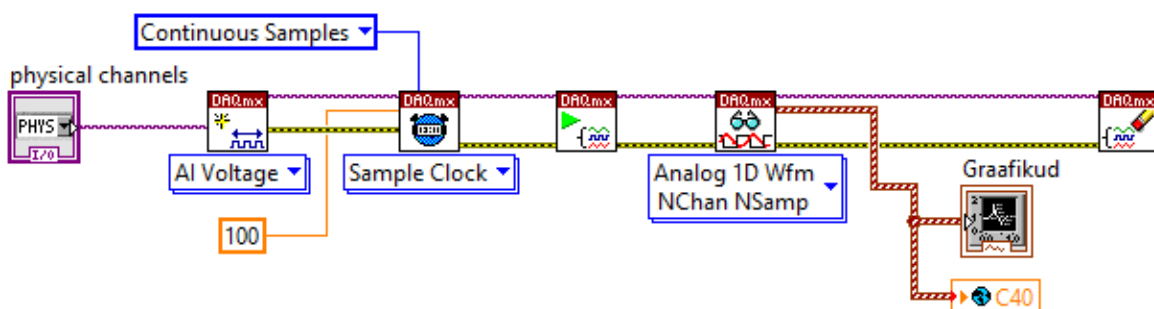 Continuous Samples
physical channels
PHYS
I/O
DAQmx
DAQmx
DAQmx
DAQmx
DAQmx
AI Voltage
Sample Clock
Analog 1D Wfm
NChan NSamp
Graafikud
100
C40